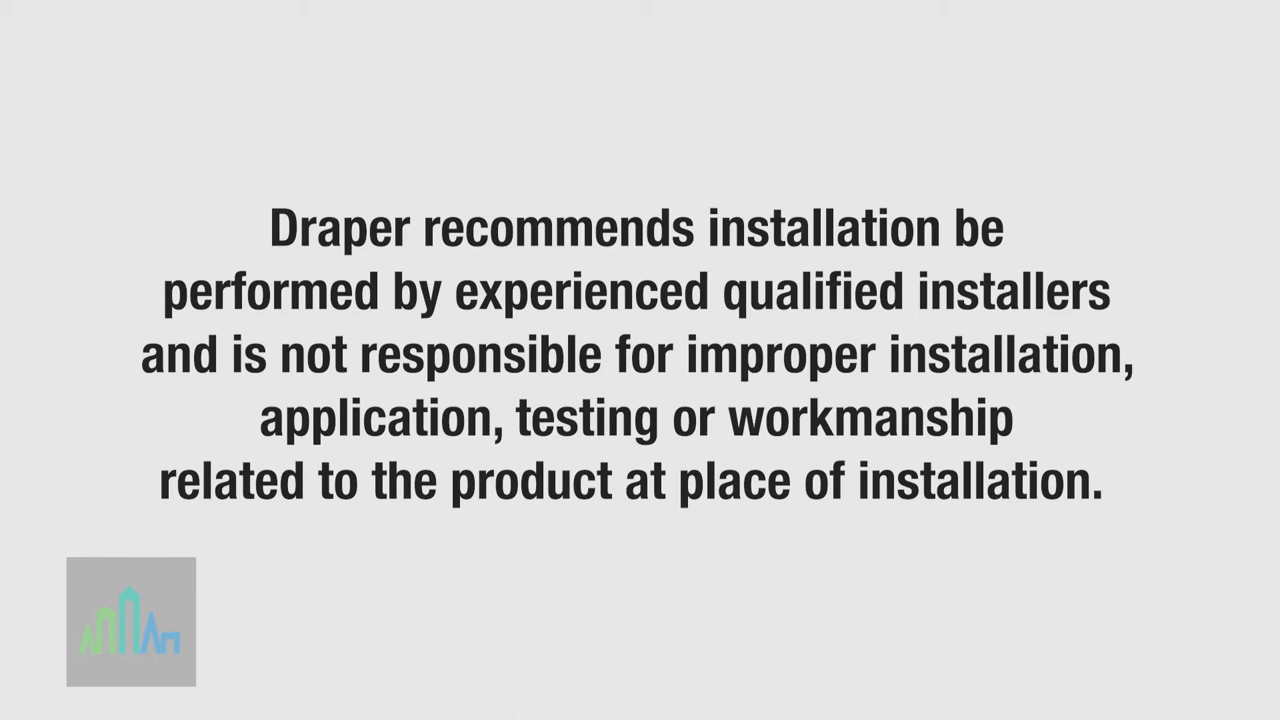 Draper recommends installation be
performed by experienced qualified installers
and is not responsible for improper installation,
application, testing or workmanship
related to the product at place of installation.